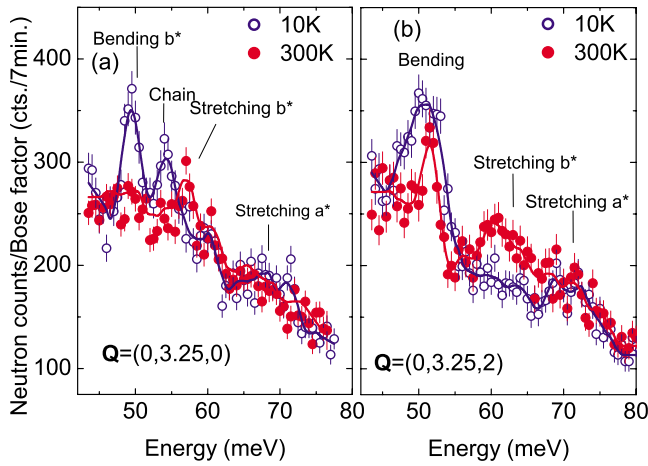 Neutron counts/Bose factor (cts./7min.)
400
300
200
100
(a)
10K
300K
Bending b*
Chain
Stretching b*
Stretching a*
Q=(0,3.25,0)
50 60 70 80
Energy (meV)
(b)
10K
300K
Bending
Stretching b*
Stretching a*
Q=(0,3.25,2)
50 60 70 80
Energy (meV)